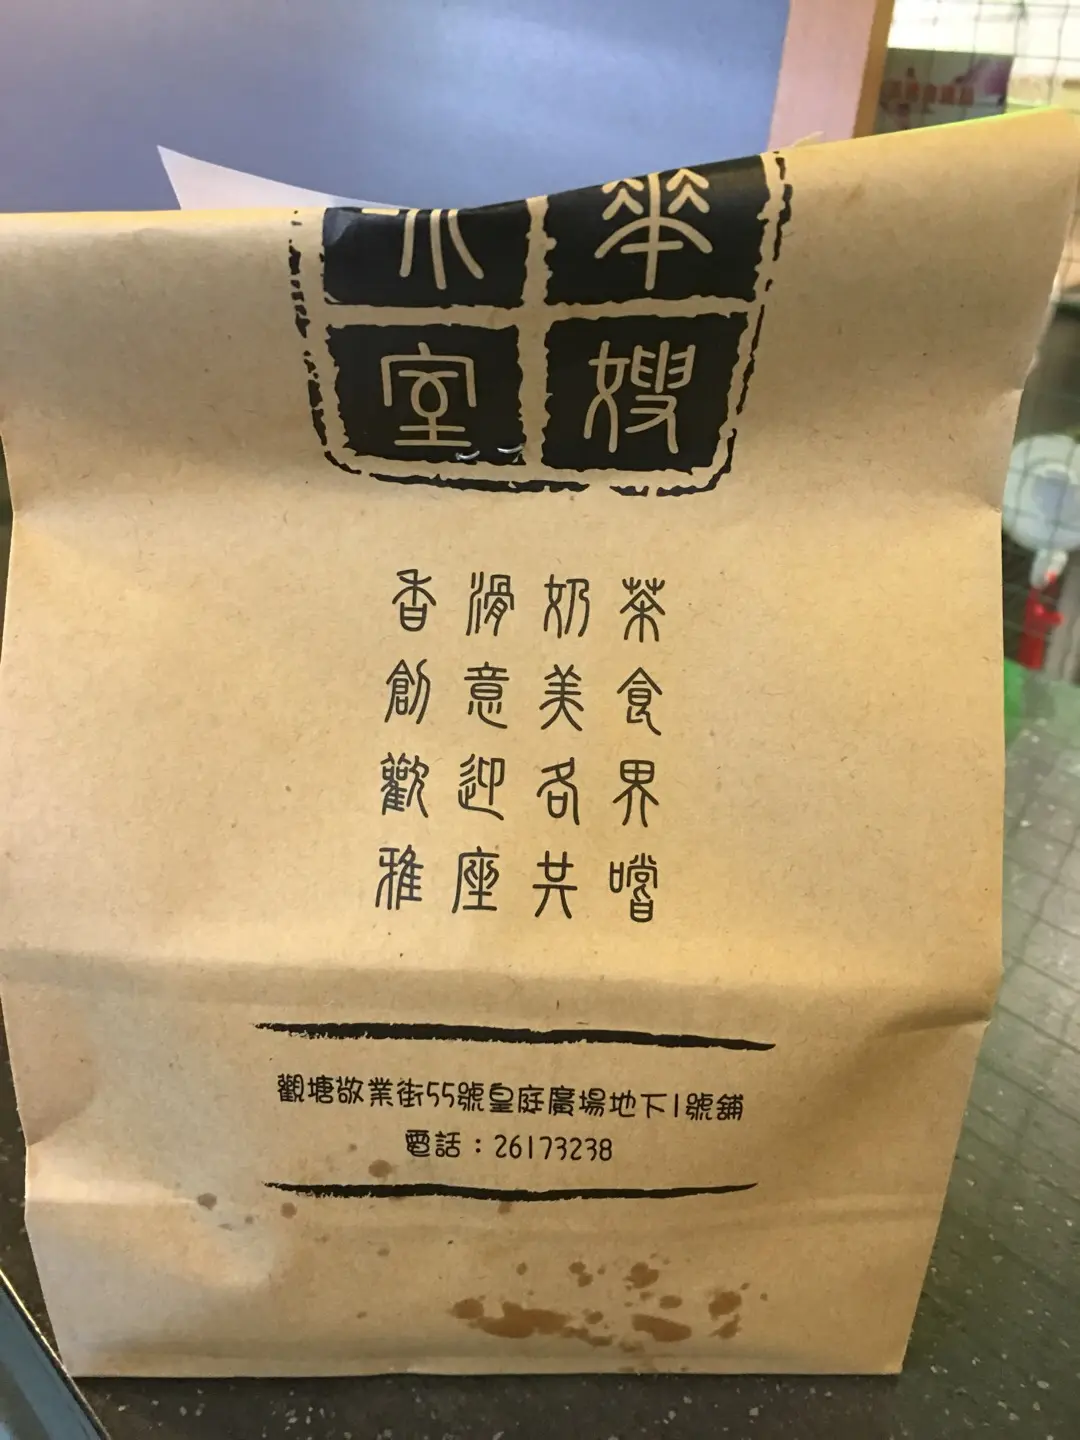 華嫂
冰室
香滑奶茶
創意美食
歡迎各界
雅座共嚐
觀塘敬業街55號皇庭廣場地下1號舖
電話：26173238